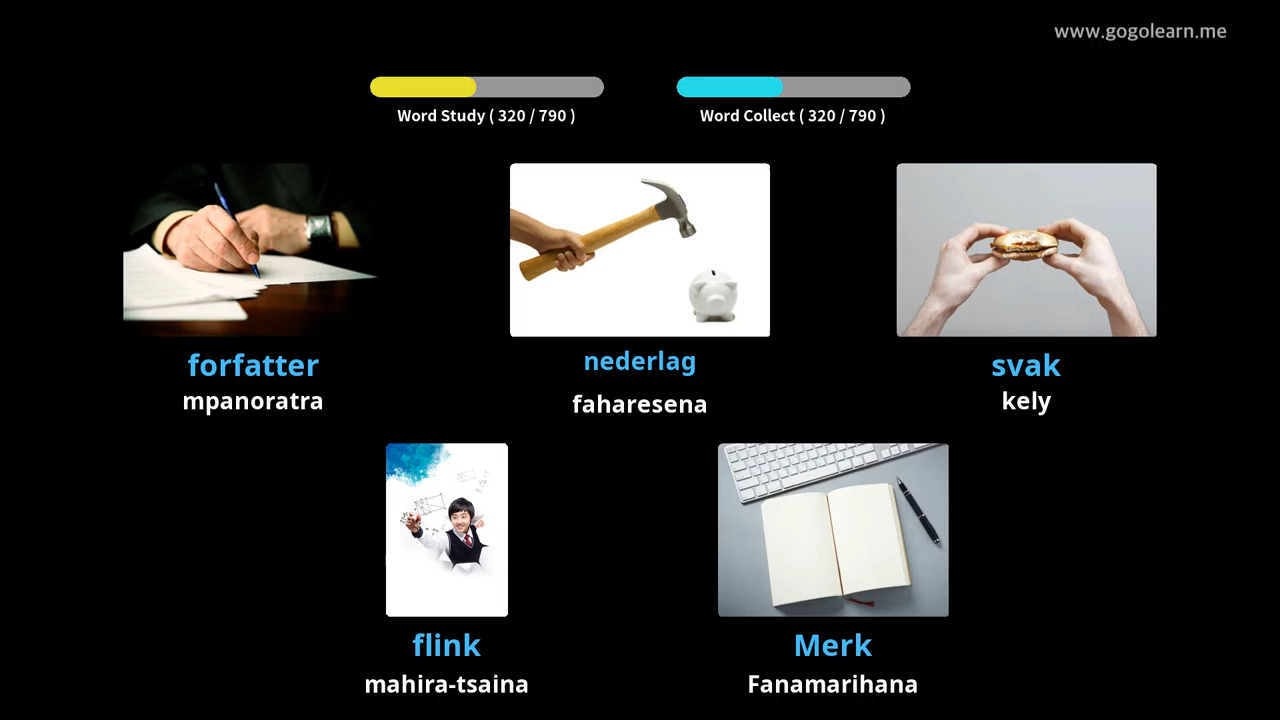 www.gogolearn.me
Word Study ( 320 / 790 )
Word Collect ( 320 / 790 )
forfatter
mpanoratra
nederlag
faharesena
svak
kely
flink
mahira-tsaina
Merk
Fanamarihana